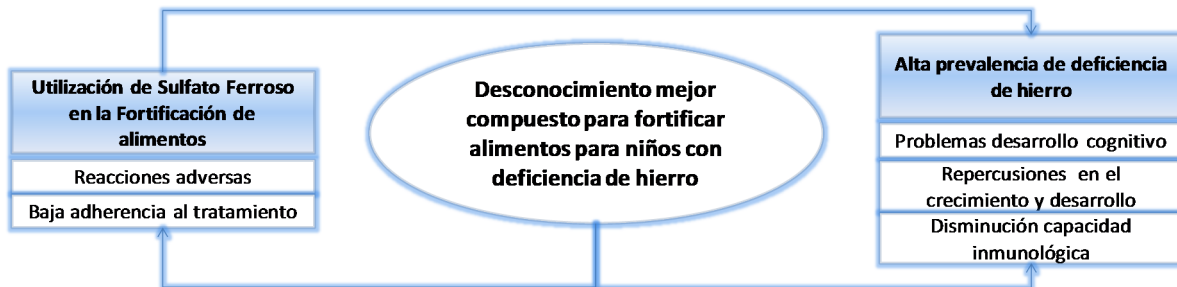 Utilización de Sulfato Ferroso
en la Fortificación de
alimentos
Reacciones adversas
Baja adherencia al tratamiento
Desconocimiento mejor
compuesto para fortificar
alimentos para niños con
deficiencia de hierro
Alta prevalencia de deficiencia
de hierro
Problemas desarrollo cognitivo
Repercusiones en el
crecimiento y desarrollo
Disminución capacidad
inmunológica